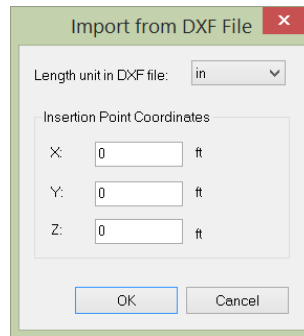 Import from DXF File
Length unit in DXF file: in
Insertion Point Coordinates
X: 0 ft
Y: 0 ft
Z: 0 ft
OK Cancel